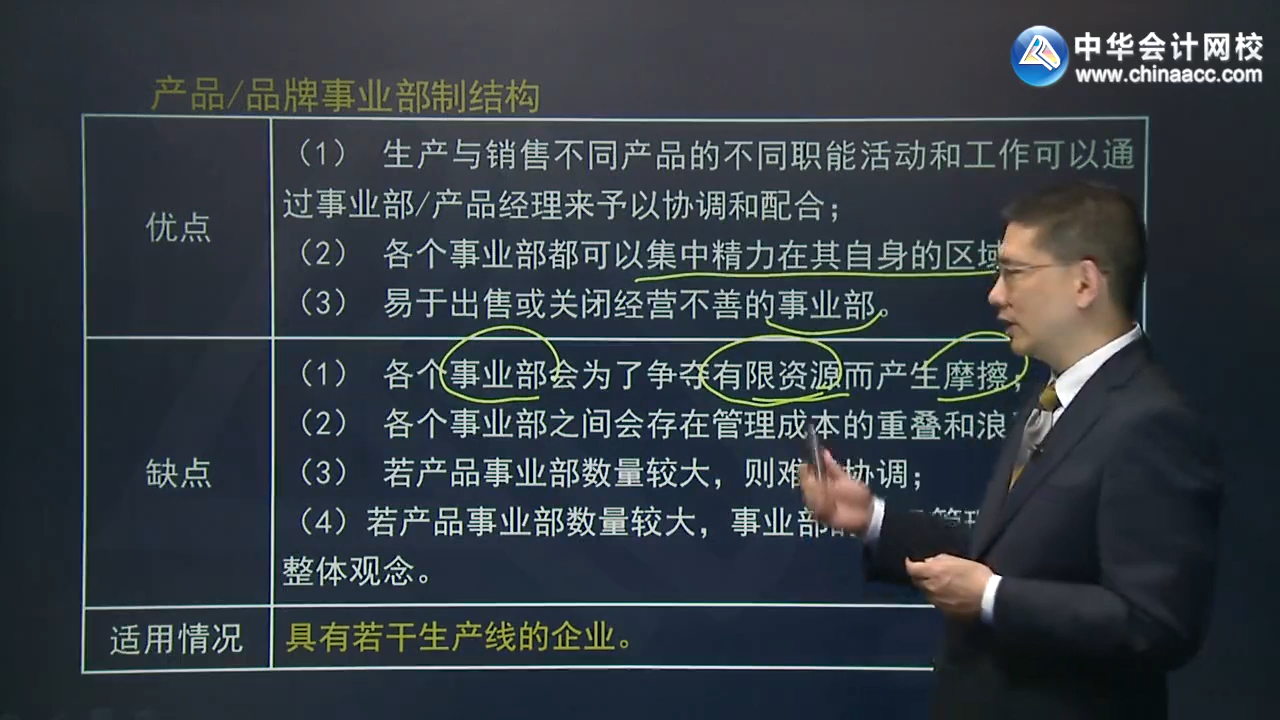 中华会计网校
www.chinaacc.com
产品/品牌事业部制结构
优点
（1） 生产与销售不同产品的不同职能活动和工作可以通
过事业部/产品经理来予以协调和配合；
（2） 各个事业部都可以集中精力在其自身的区域
（3） 易于出售或关闭经营不善的事业部。
缺点
（1） 各个事业部会为了争夺有限资源而产生摩擦；
（2） 各个事业部之间会存在管理成本的重叠和浪
（3） 若产品事业部数量较大，则难 协调；
（4）若产品事业部数量较大，事业部的 管理
整体观念。
适用情况
具有若干生产线的企业。